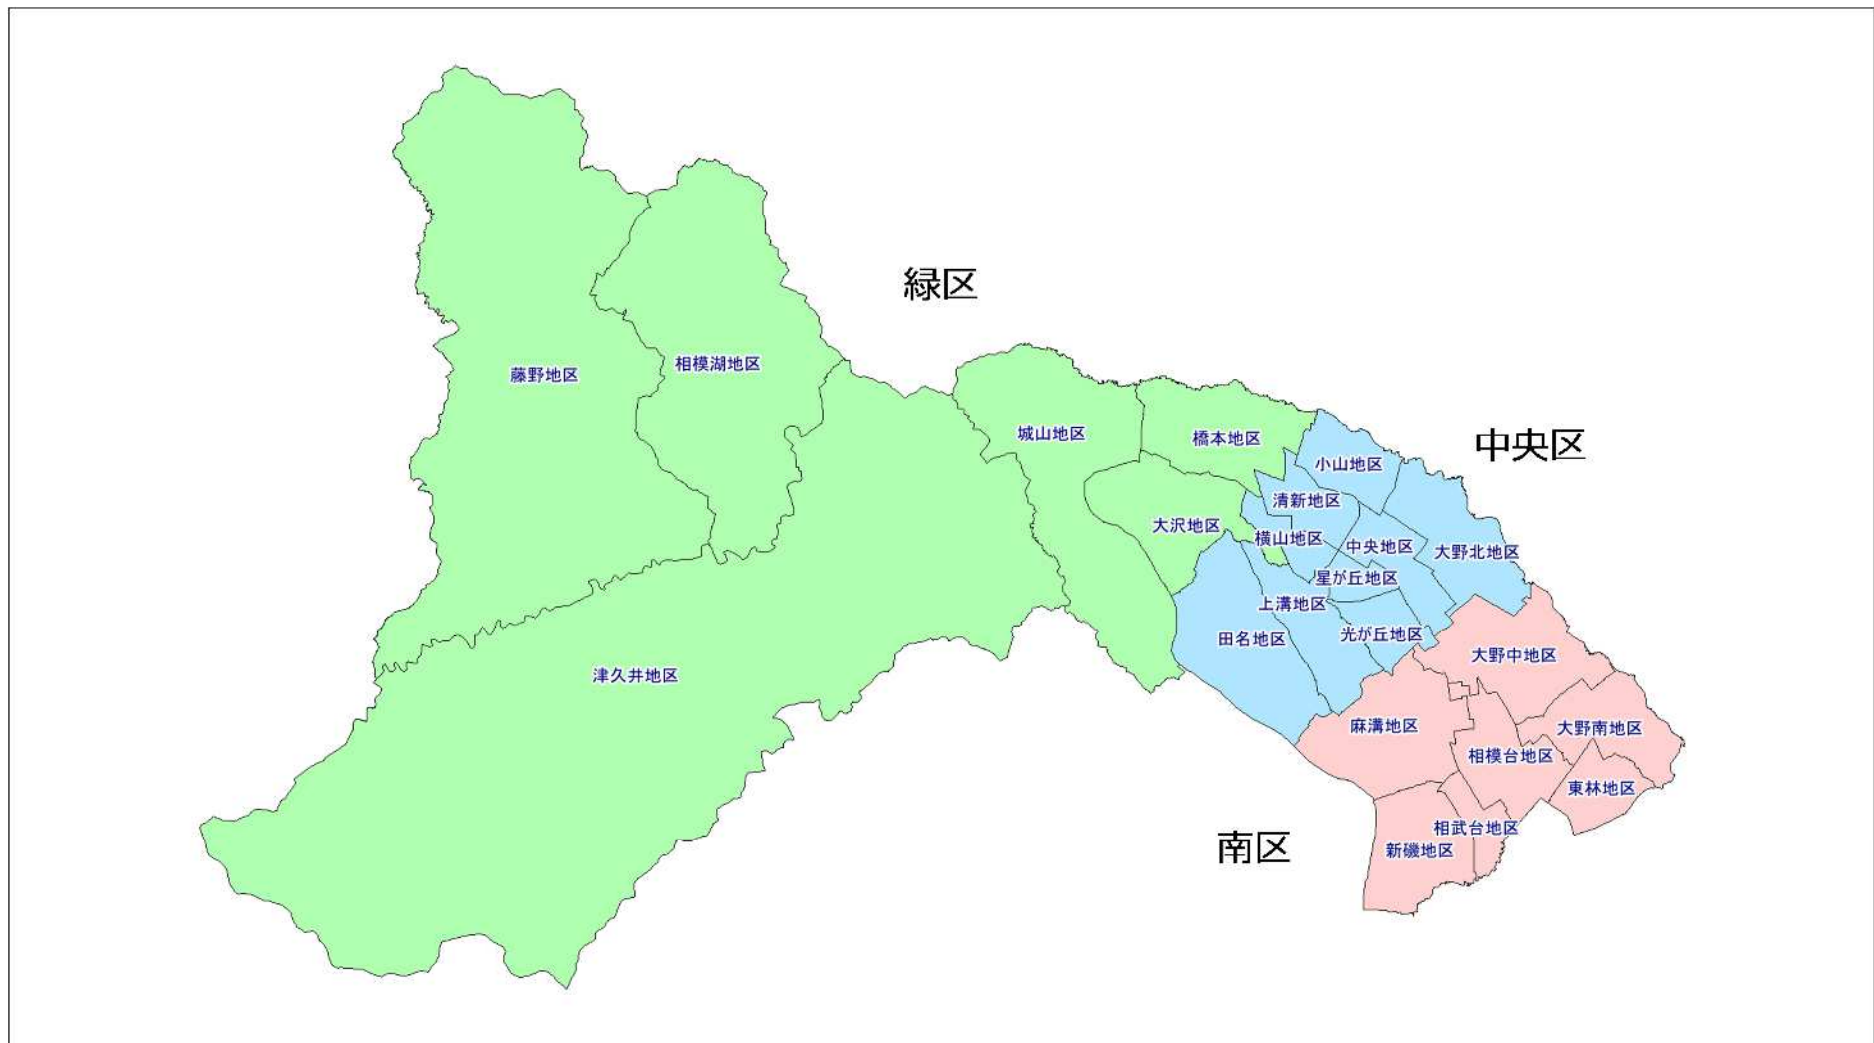 緑区
相模湖地区
藤野地区
城山地区
橋本地区
中央区
小山地区
清新地区
大沢地区
横山地区
中央地区
大野北地区
星が丘地区
上溝地区
田名地区
光が丘地区
大野中地区
津久井地区
麻溝地区
大野南地区
相模台地区
東林地区
南区
相武台地区
新磯地区